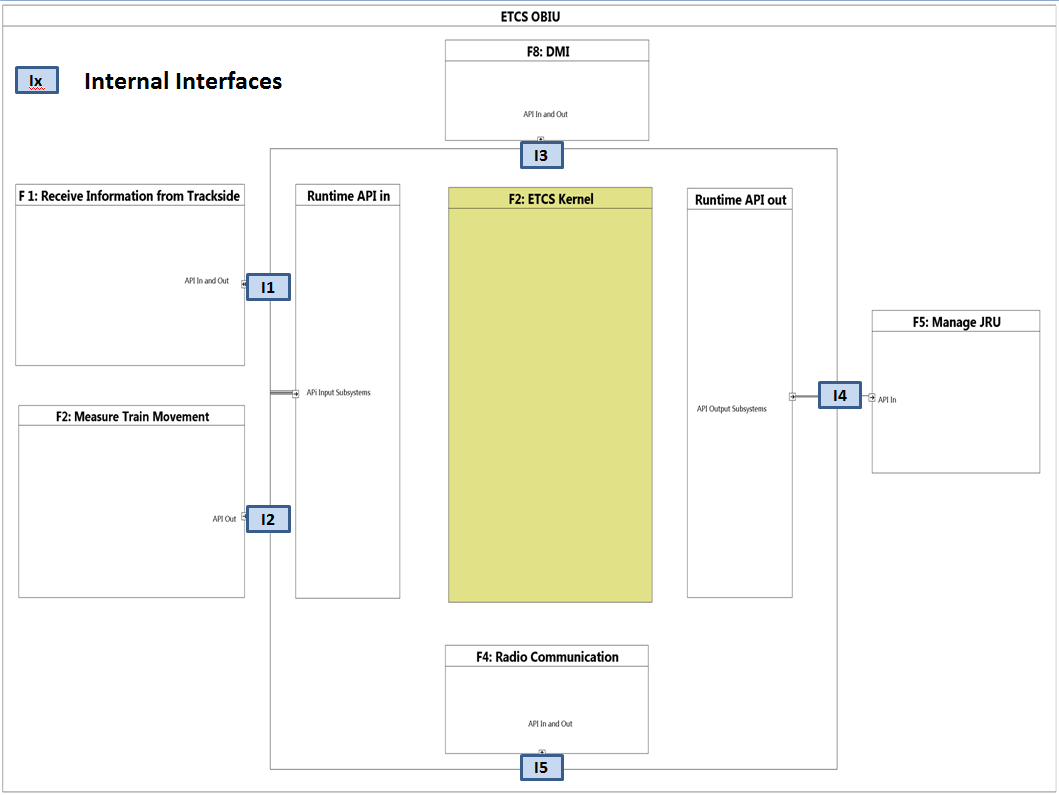 ETCS OBIU
Ix
Internal Interfaces
F8: DMI
API In and Out
I3
F 1: Receive Information from Trackside
API In and Out
I1
Runtime API in
APi Input Subsystems
F2: ETCS Kernel
Runtime API out
API Output Subsystems
I4
F5: Manage JRU
API In
F2: Measure Train Movement
API Out
I2
F4: Radio Communication
API In and Out
I5